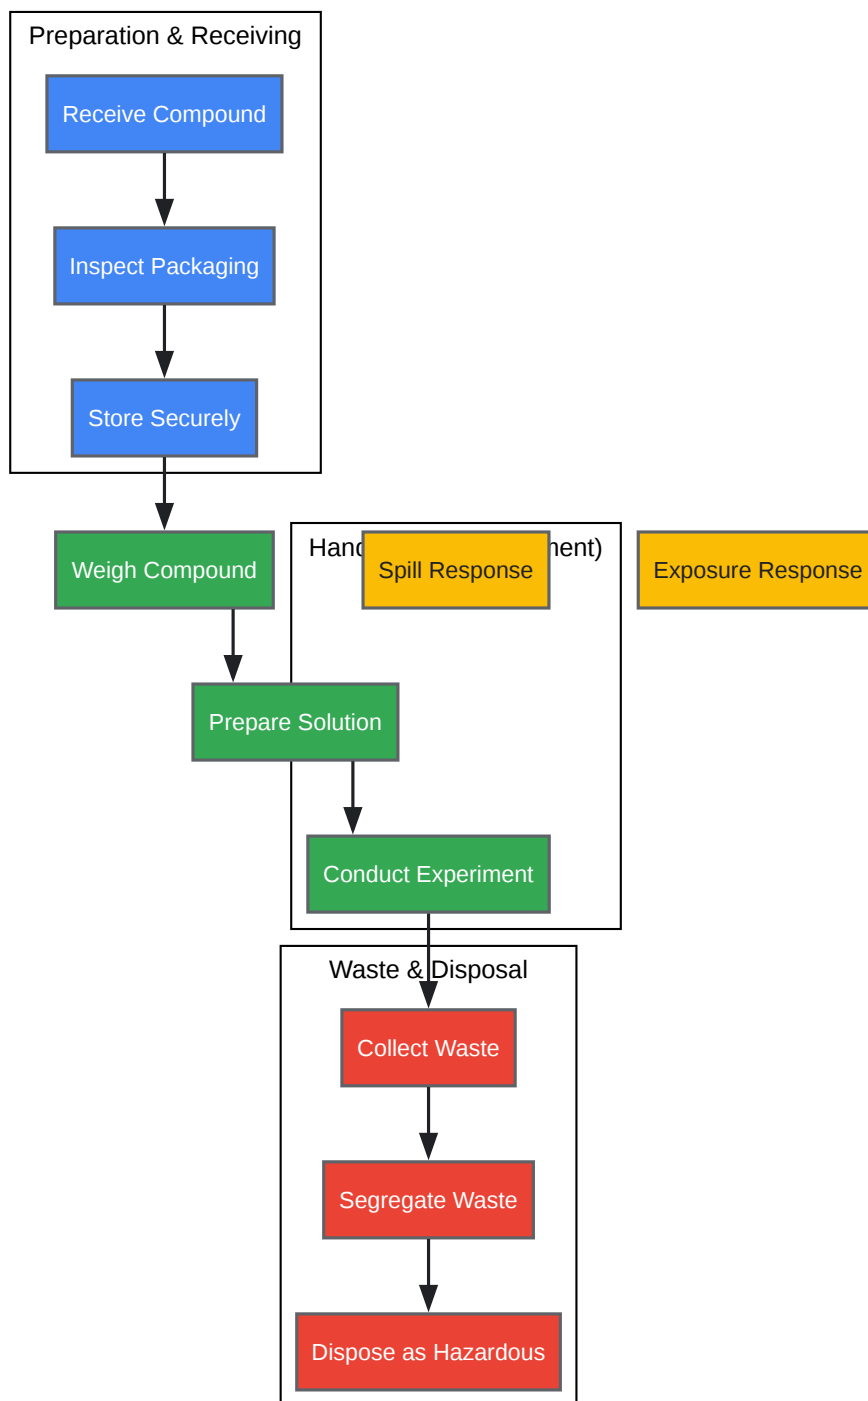 Preparation & Receiving
Receive Compound
Inspect Packaging
Store Securely
Weigh Compound
Spill Response
Exposure Response
Prepare Solution
Conduct Experiment
Waste & Disposal
Collect Waste
Segregate Waste
Dispose as Hazardous